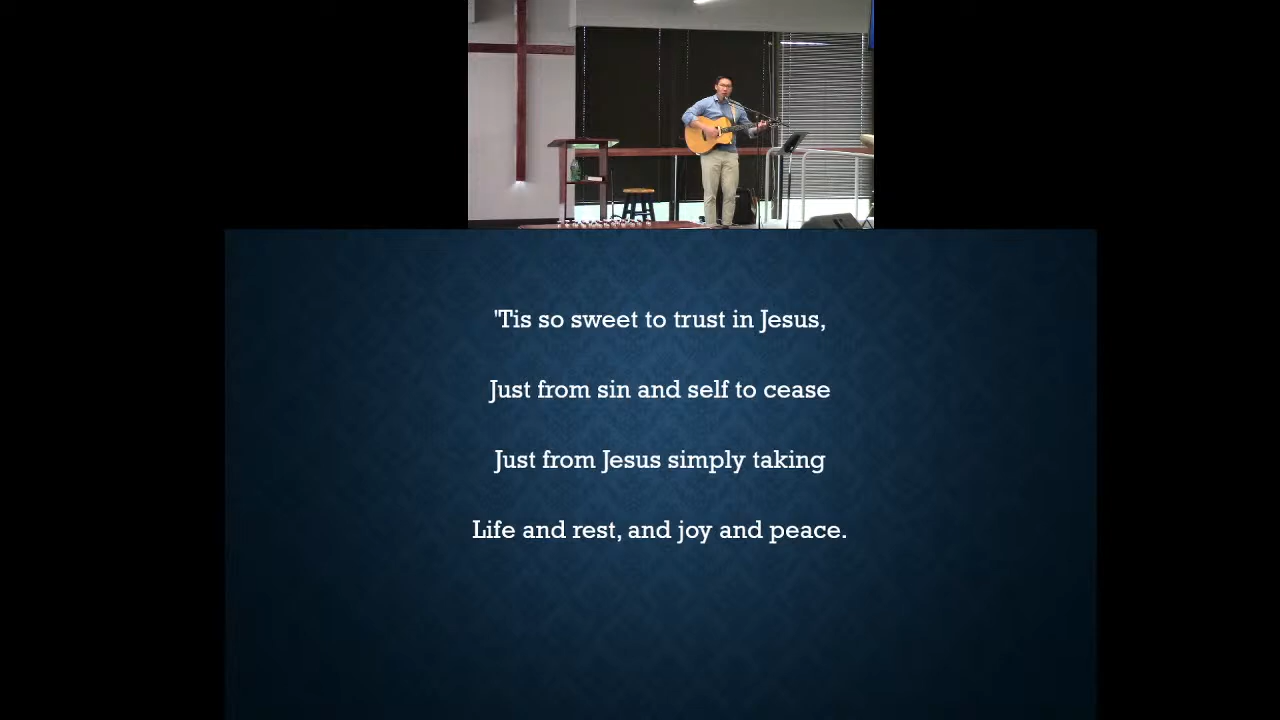 'Tis so sweet to trust in Jesus,
Just from sin and self to cease
Just from Jesus simply taking
Life and rest, and joy and peace.